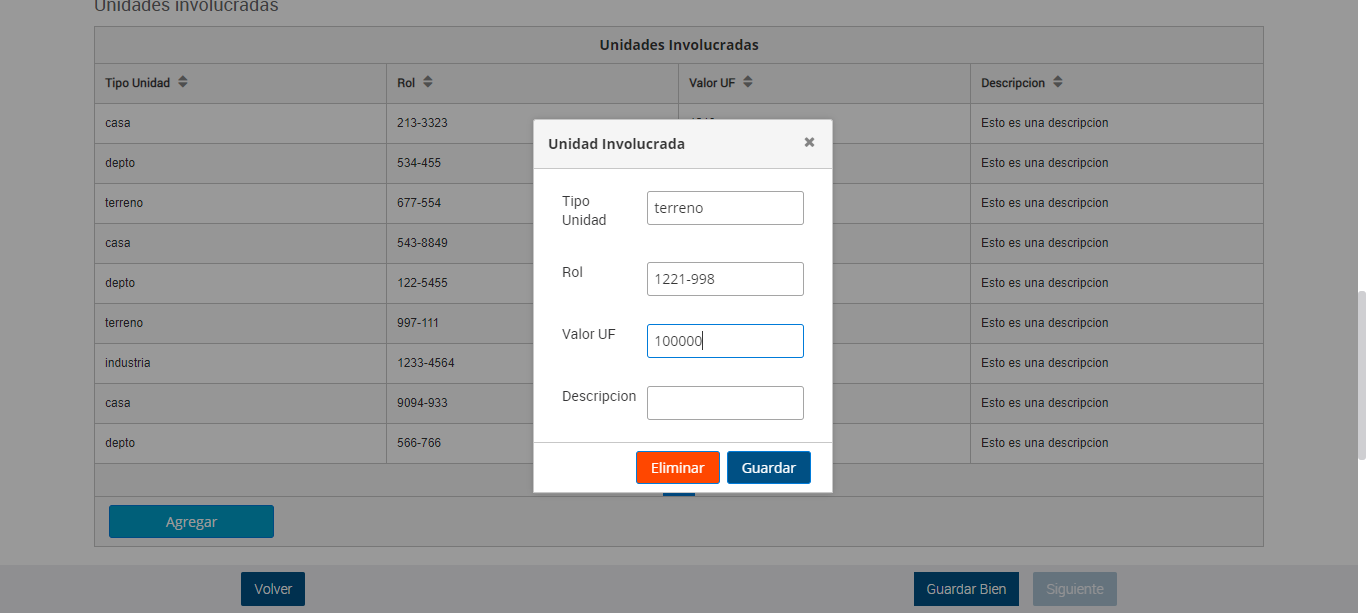 Unidades involucradas
Unidades Involucradas
Tipo Unidad Rol Valor UF Descripcion
casa 213-3323 Esto es una descripcion
depto 534-455 Esto es una descripcion
terreno 677-554 Esto es una descripcion
casa 543-8849 Esto es una descripcion
depto 122-5455 Esto es una descripcion
terreno 997-111 Esto es una descripcion
industria 1233-4564 Esto es una descripcion
casa 9094-933 Esto es una descripcion
depto 566-766 Esto es una descripcion
Unidad Involucrada
Tipo
Unidad
terreno
Rol 1221-998
Valor UF 100000
Descripcion
Eliminar Guardar
Agregar
Volver Guardar Bien Siguiente